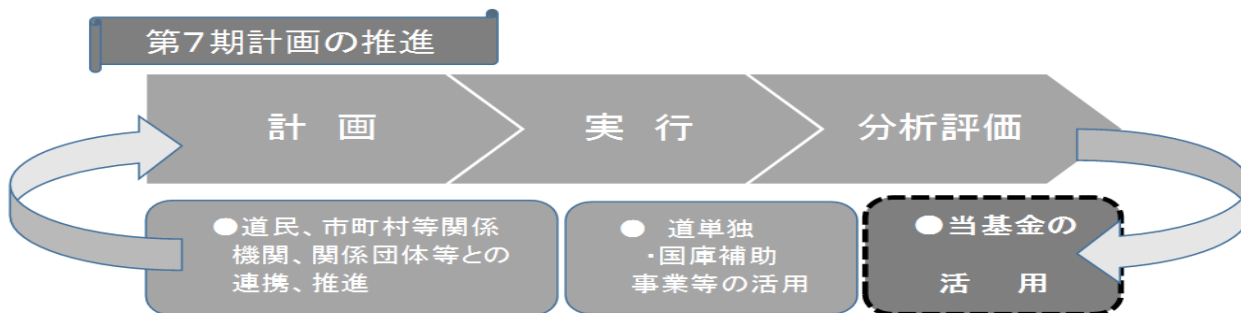 第7期計画の推進
計 画
実 行
分析評価
●道民、市町村等関係
機関、関係団体等との
連携、推進
● 道単独
・国庫補助
事業等の活用
●当基金の
活 用